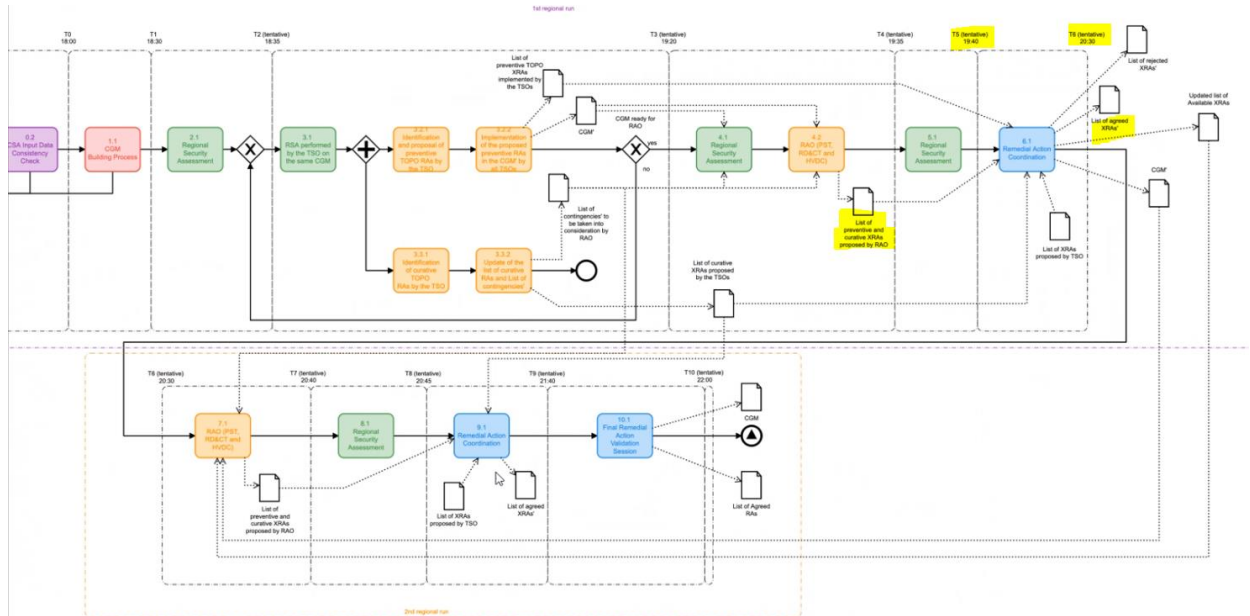 1st regional run
T0
18:00
T1
18:30
T2 (tentative)
18:35
T3 (tentative)
19:20
T4 (tentative)
19:35
T5 (tentative)
19:40
T6 (tentative)
20:30
0.2
CSA Input Data
Consistency
Check
1.1
CGM
Building Process
2.1
Regional
Security
Assessment
X
3.1
RSA performed
by the TSO on
the same CGM
3.2.1
Identification
and proposal of
preventive
TOPO RAs by
the TSO
3.2.2
Implementation
of the proposed
preventive RAs
in the CGM' by
all TSOs
List of
preventive TOPO
XRAs
implemented by
the TSOs
CGM'
CGM ready for
RAO
X
yes
no
4.1
Regional
Security
Assessment
4.2
RAO (PST,
RD&CT and
HVDC)
List of
preventive and
curative XRAs
proposed by RAO
5.1
Regional
Security
Assessment
6.1
Remedial Action
Coordination
List of rejected
XRAs'
List of agreed
XRAs'
Updated list of
Available XRAs
CGM'
List of XRAs
proposed by TSO
List of
contingencies' to
be taken into
consideration by
RAO
3.3.1
Identification
of curative
TOPO
RAs by the TSO
3.3.2
Update of the
list of curative
RAs and List of
contingencies'
List of curative
XRAs proposed
by the TSOs
T6 (tentative)
20:30
T7 (tentative)
20:40
T8 (tentative)
20:45
T9 (tentative)
21:40
T10 (tentative)
22:00
7.1
RAO (PST,
RD&CT and
HVDC)
List of
preventive and
curative XRAs
proposed by RAO
8.1
Regional
Security
Assessment
9.1
Remedial Action
Coordination
List of XRAs
proposed by TSO
List of agreed
XRAs'
10.1
Final Remedial
Action
Validation
Session
CGM
List of Agreed
RAs
2nd regional run